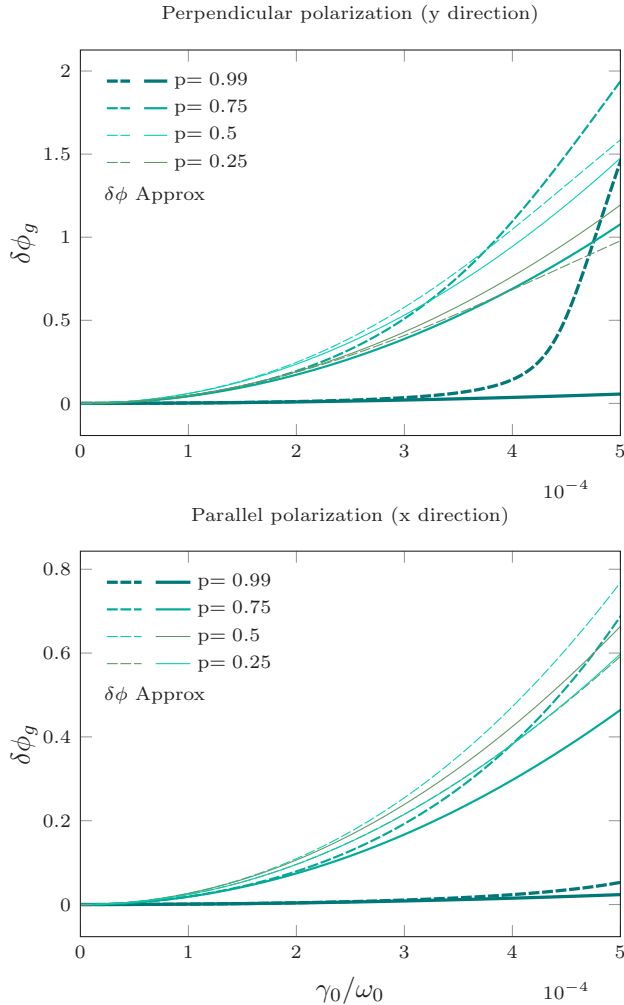 Perpendicular polarization (y direction)
2
1.5
1
0.5
0
δϕ_g
p= 0.99
p= 0.75
p= 0.5
p= 0.25
δϕ Approx
0 1 2 3 4 5
10⁻⁴
Parallel polarization (x direction)
0.8
0.6
0.4
0.2
0
δϕ_g
p= 0.99
p= 0.75
p= 0.5
p= 0.25
δϕ Approx
0 1 2 3 4 5
γ₀/ω₀ 10⁻⁴